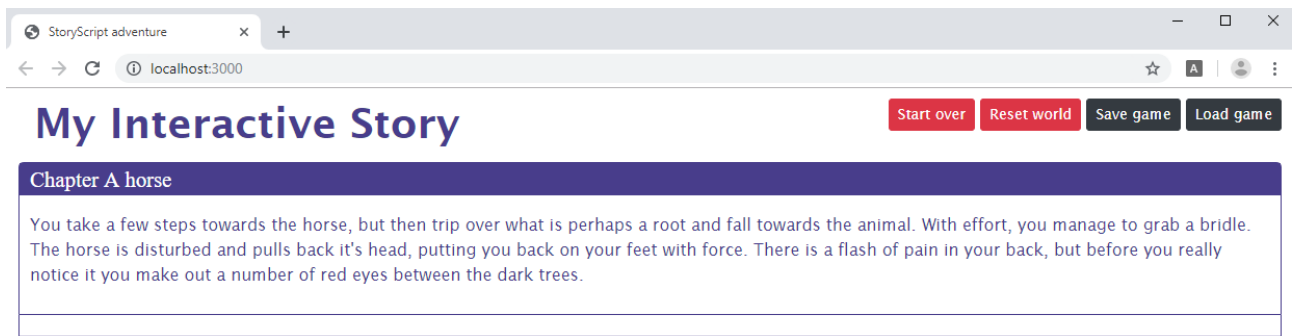 StoryScript adventure
localhost:3000
A
My Interactive Story
Start over Reset world Save game Load game
Chapter A horse
You take a few steps towards the horse, but then trip over what is perhaps a root and fall towards the animal. With effort, you manage to grab a bridle.
The horse is disturbed and pulls back it's head, putting you back on your feet with force. There is a flash of pain in your back, but before you really
notice it you make out a number of red eyes between the dark trees.